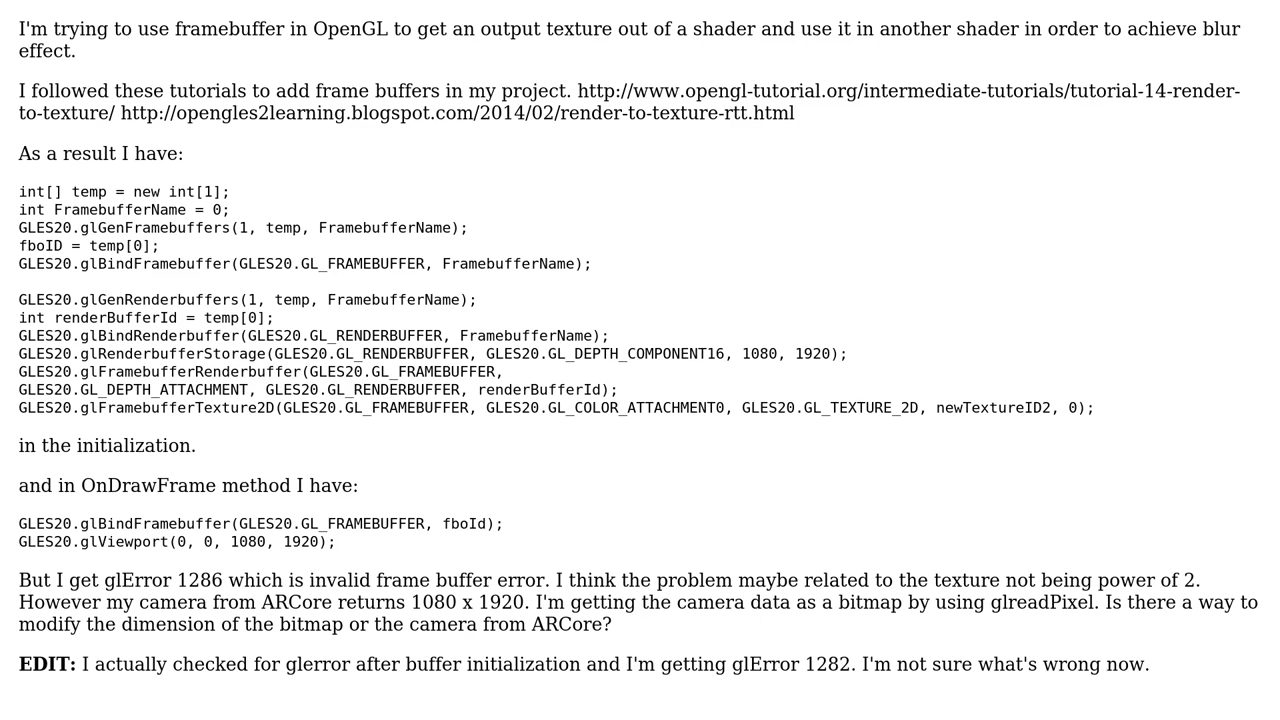 I'm trying to use framebuffer in OpenGL to get an output texture out of a shader and use it in another shader in order to achieve blur
effect.
I followed these tutorials to add frame buffers in my project. http://www.opengl-tutorial.org/intermediate-tutorials/tutorial-14-render-
to-texture/ http://opengles2learning.blogspot.com/2014/02/render-to-texture-rtt.html
As a result I have:
int[] temp = new int[1];
int FramebufferName = 0;
GLES20.glGenFramebuffers(1, temp, FramebufferName);
fboID = temp[0];
GLES20.glBindFramebuffer(GLES20.GL_FRAMEBUFFER, FramebufferName);
GLES20.glGenRenderbuffers(1, temp, FramebufferName);
int renderBufferId = temp[0];
GLES20.glBindRenderbuffer(GLES20.GL_RENDERBUFFER, FramebufferName);
GLES20.glRenderbufferStorage(GLES20.GL_RENDERBUFFER, GLES20.GL_DEPTH_COMPONENT16, 1080, 1920);
GLES20.glFramebufferRenderbuffer(GLES20.GL_FRAMEBUFFER,
GLES20.GL_DEPTH_ATTACHMENT, GLES20.GL_RENDERBUFFER, renderBufferId);
GLES20.glFramebufferTexture2D(GLES20.GL_FRAMEBUFFER, GLES20.GL_COLOR_ATTACHMENT0, GLES20.GL_TEXTURE_2D, newTextureID2, 0);
in the initialization.
and in OnDrawFrame method I have:
GLES20.glBindFramebuffer(GLES20.GL_FRAMEBUFFER, fboId);
GLES20.glViewport(0, 0, 1080, 1920);
But I get glError 1286 which is invalid frame buffer error. I think the problem maybe related to the texture not being power of 2.
However my camera from ARCore returns 1080 x 1920. I'm getting the camera data as a bitmap by using glreadPixel. Is there a way to
modify the dimension of the bitmap or the camera from ARCore?
EDIT: I actually checked for glerror after buffer initialization and I'm getting glError 1282. I'm not sure what's wrong now.